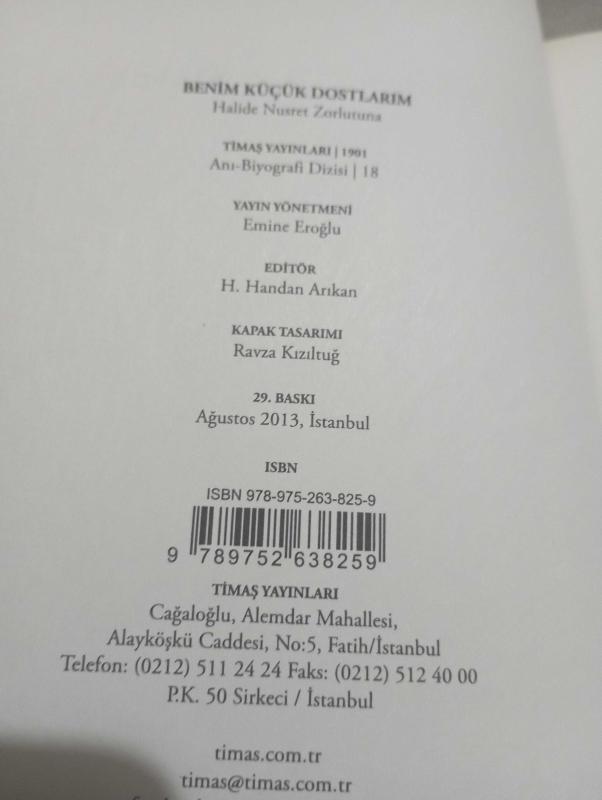 BENİM KÜÇÜK DOSTLARIM
Halide Nusret Zorlutuna
TİMAŞ YAYINLARI | 1901
Anı-Biyografi Dizisi | 18
YAYIN YÖNETMENİ
Emine Eroğlu
EDİTÖR
H. Handan Arıkan
KAPAK TASARIMI
Ravza Kızıltuğ
29. BASKI
Ağustos 2013, İstanbul
ISBN
ISBN 978-975-263-825-9
9 789752 638259
TİMAŞ YAYINLARI
Cağaloğlu, Alemdar Mahallesi,
Alayköşkü Caddesi, No:5, Fatih/İstanbul
Telefon: (0212) 511 24 24 Faks: (0212) 512 40 00
P.K. 50 Sirkeci / İstanbul
timas.com.tr
timas@timas.com.tr